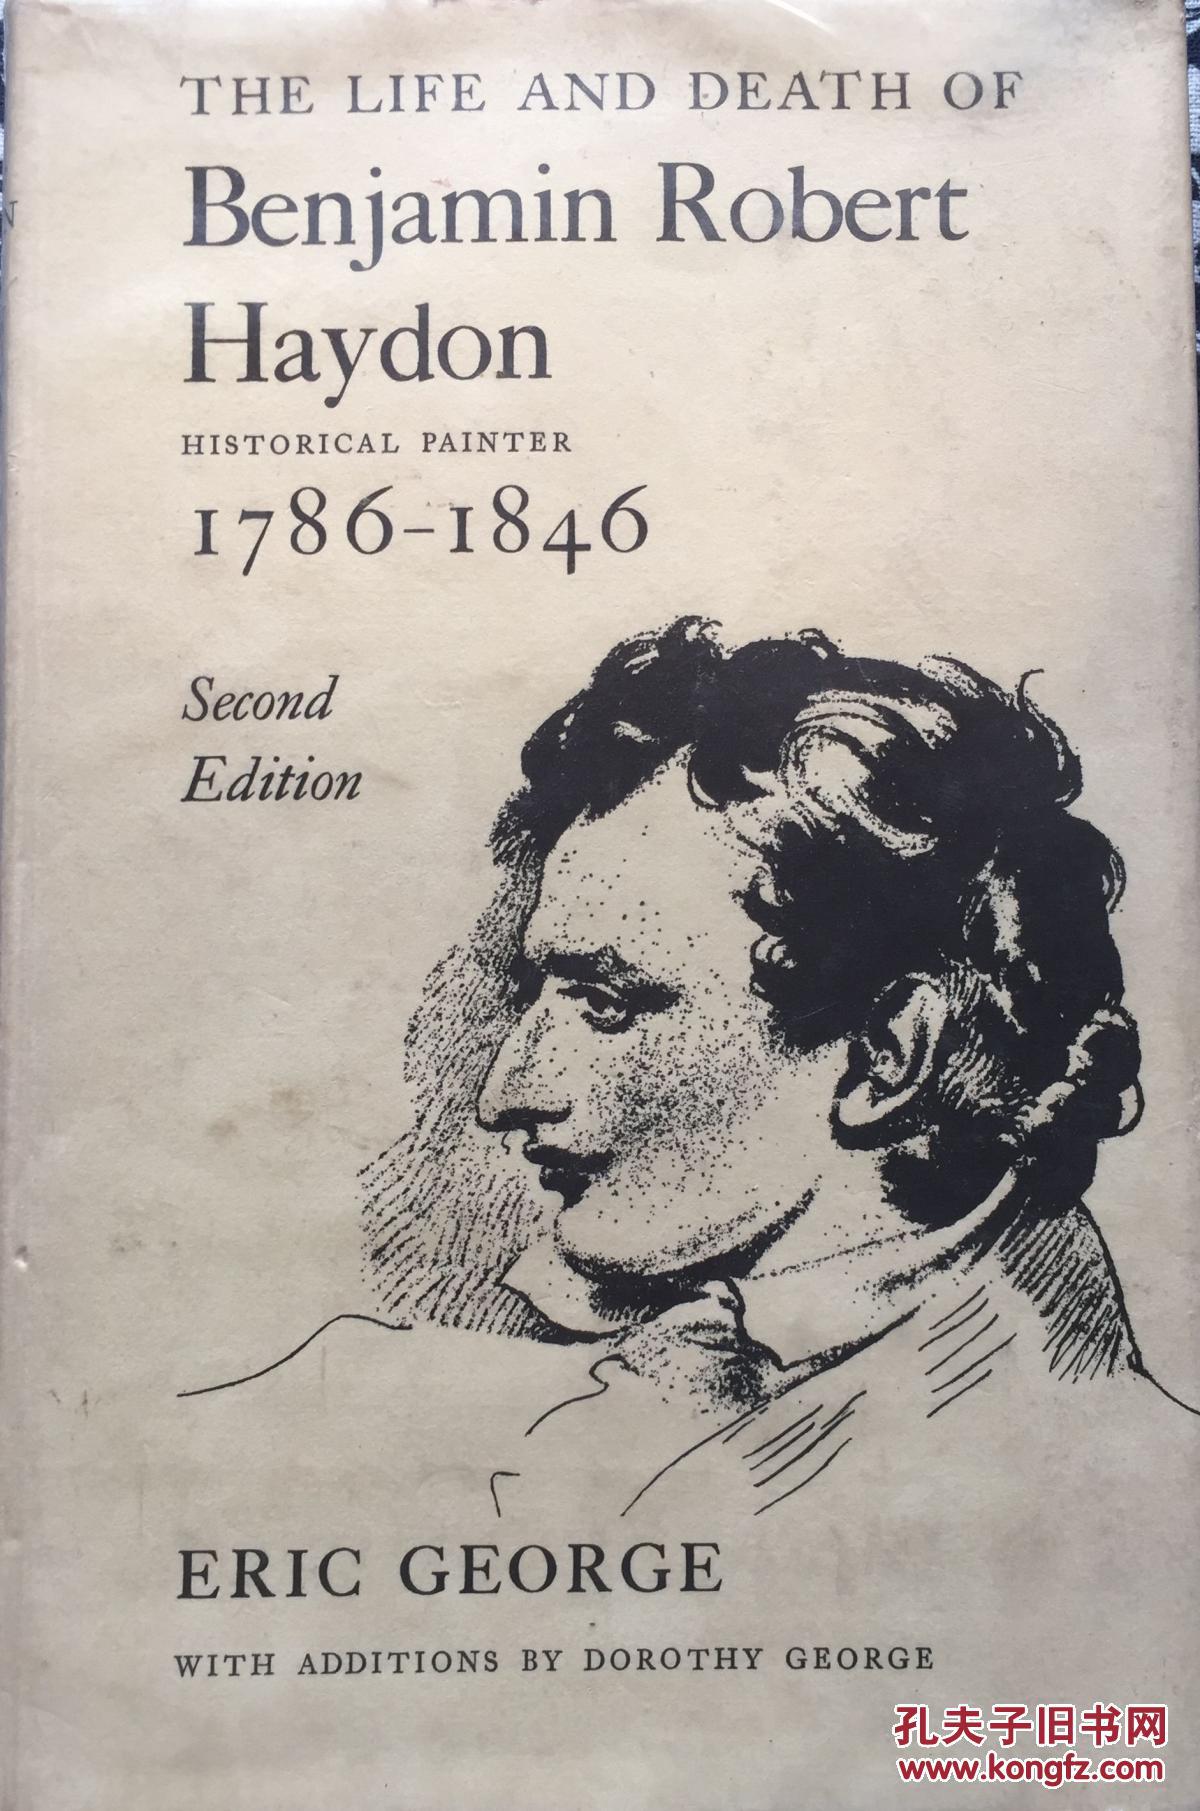 THE LIFE AND DEATH OF
Benjamin Robert
Haydon
HISTORICAL PAINTER
1786–1846
Second
Edition
ERIC GEORGE
WITH ADDITIONS BY DOROTHY GEORGE
孔夫子旧书网
www.kongfz.com